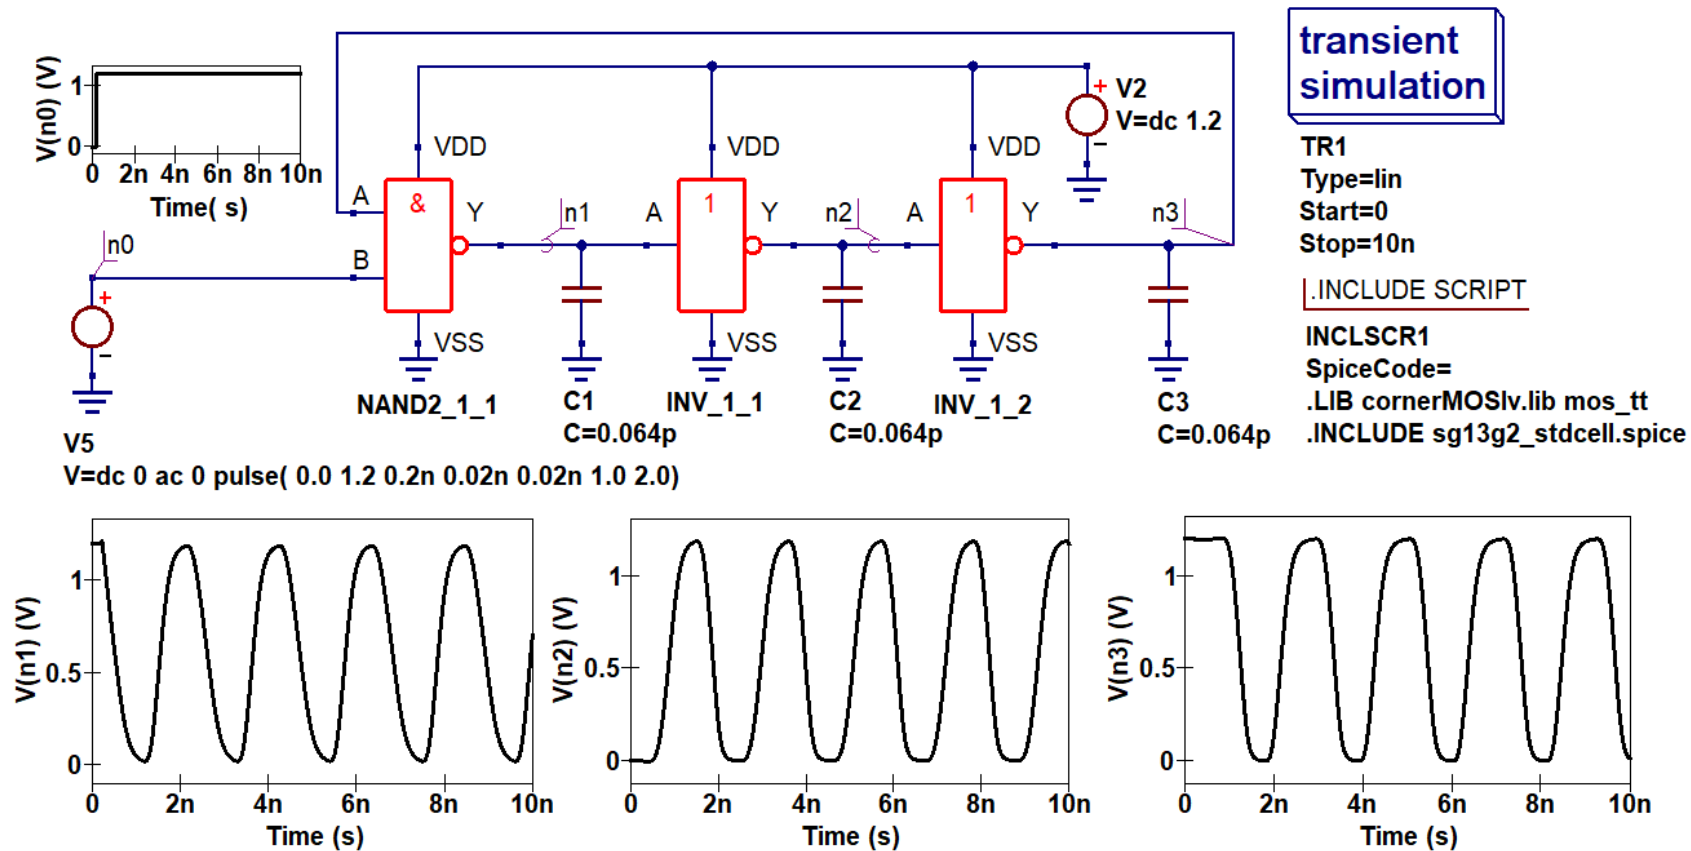 V(n0) (V)
1
0
0 2n 4n 6n 8n 10n
Time( s)
n0
V5
V=dc 0 ac 0 pulse( 0.0 1.2 0.2n 0.02n 0.02n 1.0 2.0)
A
B
&
VDD
Y
VSS
NAND2_1_1
n1
C1
C=0.064p
A
1
VDD
Y
VSS
INV_1_1
n2
C2
C=0.064p
A
1
VDD
Y
VSS
INV_1_2
n3
C3
C=0.064p
+
V2
V=dc 1.2
–
+
–
transient
simulation
TR1
Type=lin
Start=0
Stop=10n
.INCLUDE SCRIPT
INCLSCR1
SpiceCode=
.LIB cornerMOSlv.lib mos_tt
.INCLUDE sg13g2_stdcell.spice
V(n1) (V)
1
0.5
0
0 2n 4n 6n 8n 10n
Time (s)
V(n2) (V)
1
0.5
0
0 2n 4n 6n 8n 10n
Time (s)
V(n3) (V)
1
0.5
0
0 2n 4n 6n 8n 10n
Time (s)